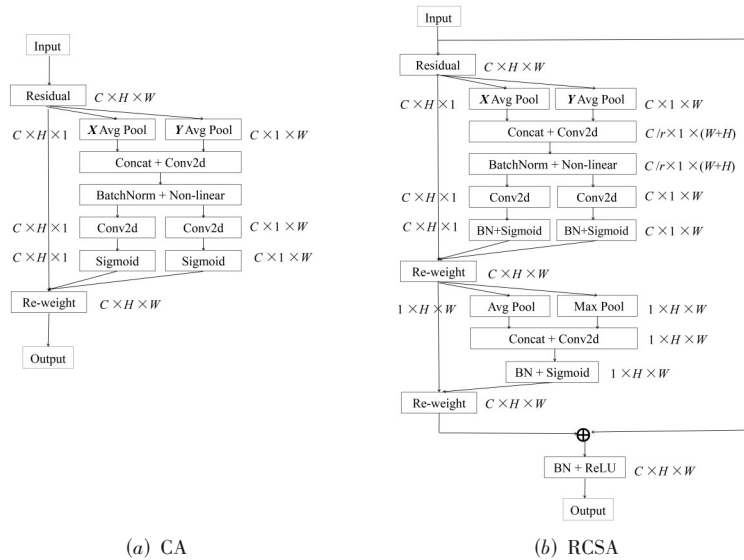 Input
Residual
C×H×W
C×H×1
X Avg Pool
Y Avg Pool
C×1×W
Concat + Conv2d
BatchNorm + Non-linear
C×H×1
Conv2d
Conv2d
C×1×W
C×H×1
Sigmoid
Sigmoid
C×1×W
Re-weight
C×H×W
Output
(a) CA
Input
Residual
C×H×W
C×H×1
X Avg Pool
Y Avg Pool
C×1×W
Concat + Conv2d
C/r×1×(W+H)
BatchNorm + Non-linear
C/r×1×(W+H)
C×H×1
Conv2d
Conv2d
C×1×W
C×H×1
BN+Sigmoid
BN+Sigmoid
C×1×W
Re-weight
C×H×W
1×H×W
Avg Pool
Max Pool
1×H×W
Concat + Conv2d
1×H×W
BN + Sigmoid
1×H×W
Re-weight
C×H×W
BN + ReLU
C×H×W
Output
(b) RCSA